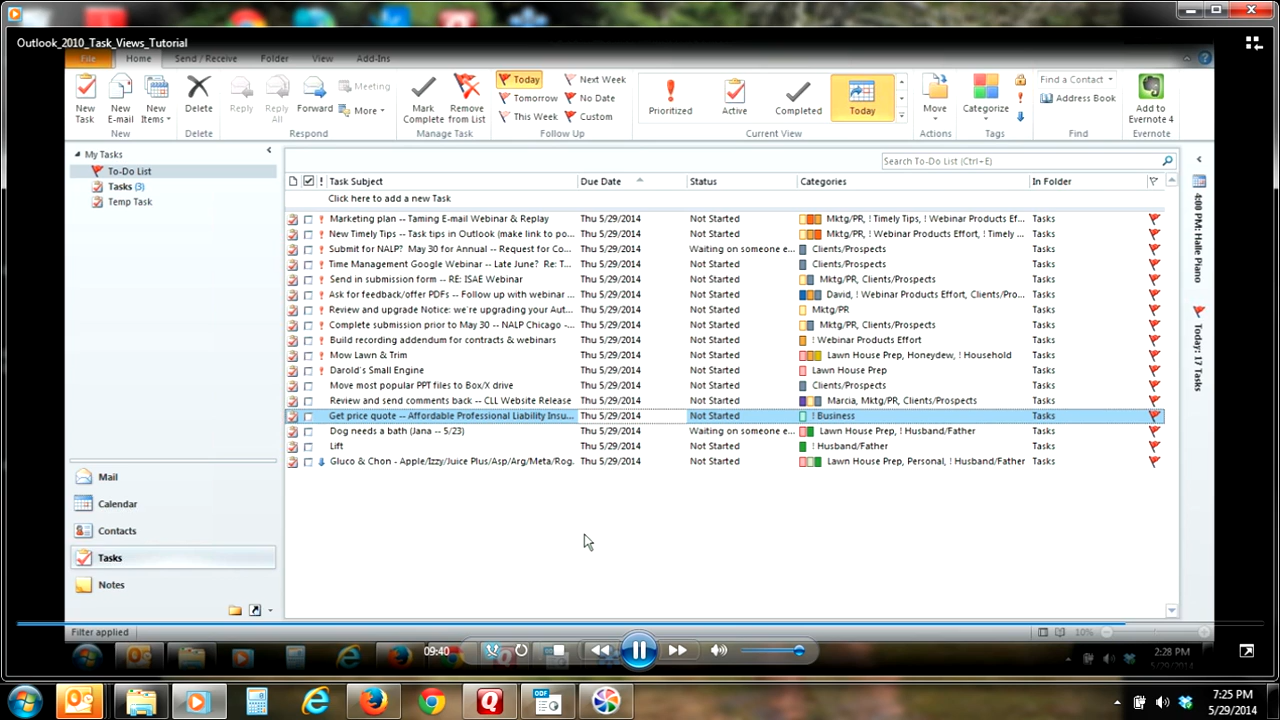 Outlook_2010_Task_Views_Tutorial
File Home Send / Receive Folder View Add-Ins
New Task
New E-mail
New Items
Delete
Reply
Reply All
Forward
Meeting
More
Mark Complete
Remove from List
Today
Tomorrow
This Week
Next Week
No Date
Custom
Prioritized
Active
Completed
Today
Move
Categorize
Find a Contact
Address Book
Add to Evernote 4
New Delete Respond Manage Task Follow Up Current View Actions Tags Find Evernote
My Tasks
To-Do List
Tasks (3)
Temp Task
Search To-Do List (Ctrl+E)
! Task Subject Due Date Status Categories In Folder
Click here to add a new Task
! Marketing plan -- Taming E-mail Webinar & Replay Thu 5/29/2014 Not Started Mktg/PR, ! Timely Tips, ! Webinar Products Ef... Tasks
! New Timely Tips -- Task tips in Outlook (make link to po... Thu 5/29/2014 Not Started Mktg/PR, ! Webinar Products Effort, ! Timely ... Tasks
! Submit for NALP? May 30 for Annual -- Request for Co... Thu 5/29/2014 Waiting on someone e... Clients/Prospects Tasks
! Time Management Google Webinar -- Late June? Re: T... Thu 5/29/2014 Not Started Clients/Prospects Tasks
! Send in submission form -- RE: ISAE Webinar Thu 5/29/2014 Not Started Mktg/PR, Clients/Prospects Tasks
! Ask for feedback/offer PDFs -- Follow up with webinar ... Thu 5/29/2014 Not Started David, ! Webinar Products Effort, Clients/Pro... Tasks
! Review and upgrade Notice: we're upgrading your Aut... Thu 5/29/2014 Not Started Mktg/PR Tasks
! Complete submission prior to May 30 -- NALP Chicago -... Thu 5/29/2014 Not Started Mktg/PR, Clients/Prospects Tasks
! Build recording addendum for contracts & webinars Thu 5/29/2014 Not Started ! Webinar Products Effort Tasks
! Mow Lawn & Trim Thu 5/29/2014 Not Started Lawn House Prep, Honeydew, ! Household Tasks
! Darold's Small Engine Thu 5/29/2014 Not Started Lawn House Prep Tasks
Move most popular PPT files to Box/X drive Thu 5/29/2014 Not Started Clients/Prospects Tasks
Review and send comments back -- CLL Website Release Thu 5/29/2014 Not Started Marcia, Mktg/PR, Clients/Prospects Tasks
Get price quote -- Affordable Professional Liability Insu... Thu 5/29/2014 Not Started ! Business Tasks
Dog needs a bath (Jana -- 5/23) Thu 5/29/2014 Waiting on someone e... Lawn House Prep, ! Husband/Father Tasks
Lift Thu 5/29/2014 Not Started ! Husband/Father Tasks
Gluco & Chon - Apple/Izzy/Juice Plus/Asp/Arg/Meta/Rog. Thu 5/29/2014 Not Started Lawn House Prep, Personal, ! Husband/Father Tasks
4:00 PM: Halle Piano
Today: 17 Tasks
Mail
Calendar
Contacts
Tasks
Notes
Filter applied
10%
09:40
2:28 PM
5/29/2014
7:25 PM
5/29/2014